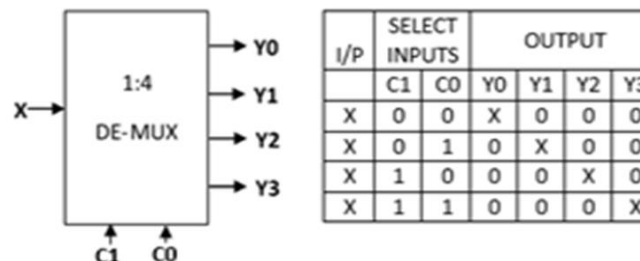 1:4
DE-MUX
X
Y0
Y1
Y2
Y3
C1 C0
I/P SELECT INPUTS OUTPUT
C1 C0 Y0 Y1 Y2 Y3
X 0 0 X 0 0 0
X 0 1 0 X 0 0
X 1 0 0 0 X 0
X 1 1 0 0 0 X